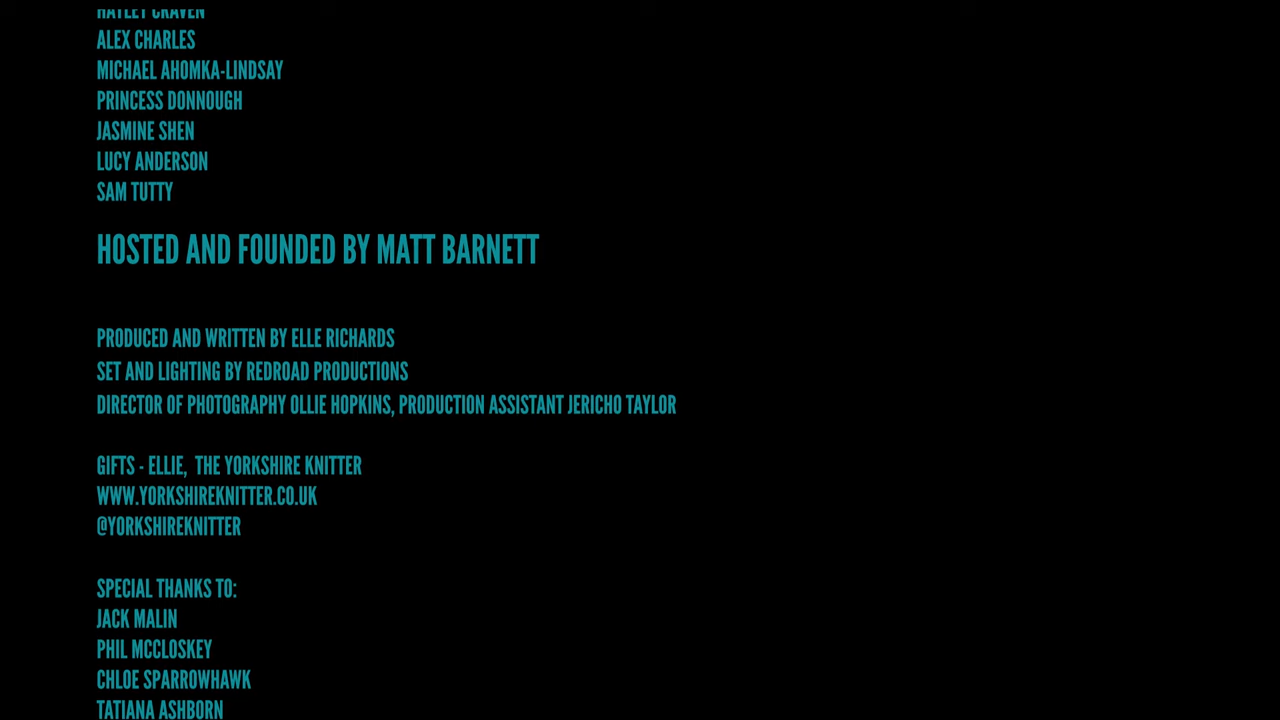 HAYLEY CRAVEN
ALEX CHARLES
MICHAEL AHOMKA-LINDSAY
PRINCESS DONNOUGH
JASMINE SHEN
LUCY ANDERSON
SAM TUTTY
HOSTED AND FOUNDED BY MATT BARNETT
PRODUCED AND WRITTEN BY ELLE RICHARDS
SET AND LIGHTING BY REDROAD PRODUCTIONS
DIRECTOR OF PHOTOGRAPHY OLLIE HOPKINS, PRODUCTION ASSISTANT JERICHO TAYLOR
GIFTS - ELLIE, THE YORKSHIRE KNITTER
WWW.YORKSHIREKNITTER.CO.UK
@YORKSHIREKNITTER
SPECIAL THANKS TO:
JACK MALIN
PHIL MCCLOSKEY
CHLOE SPARROWHAWK
TATIANA ASHBORN